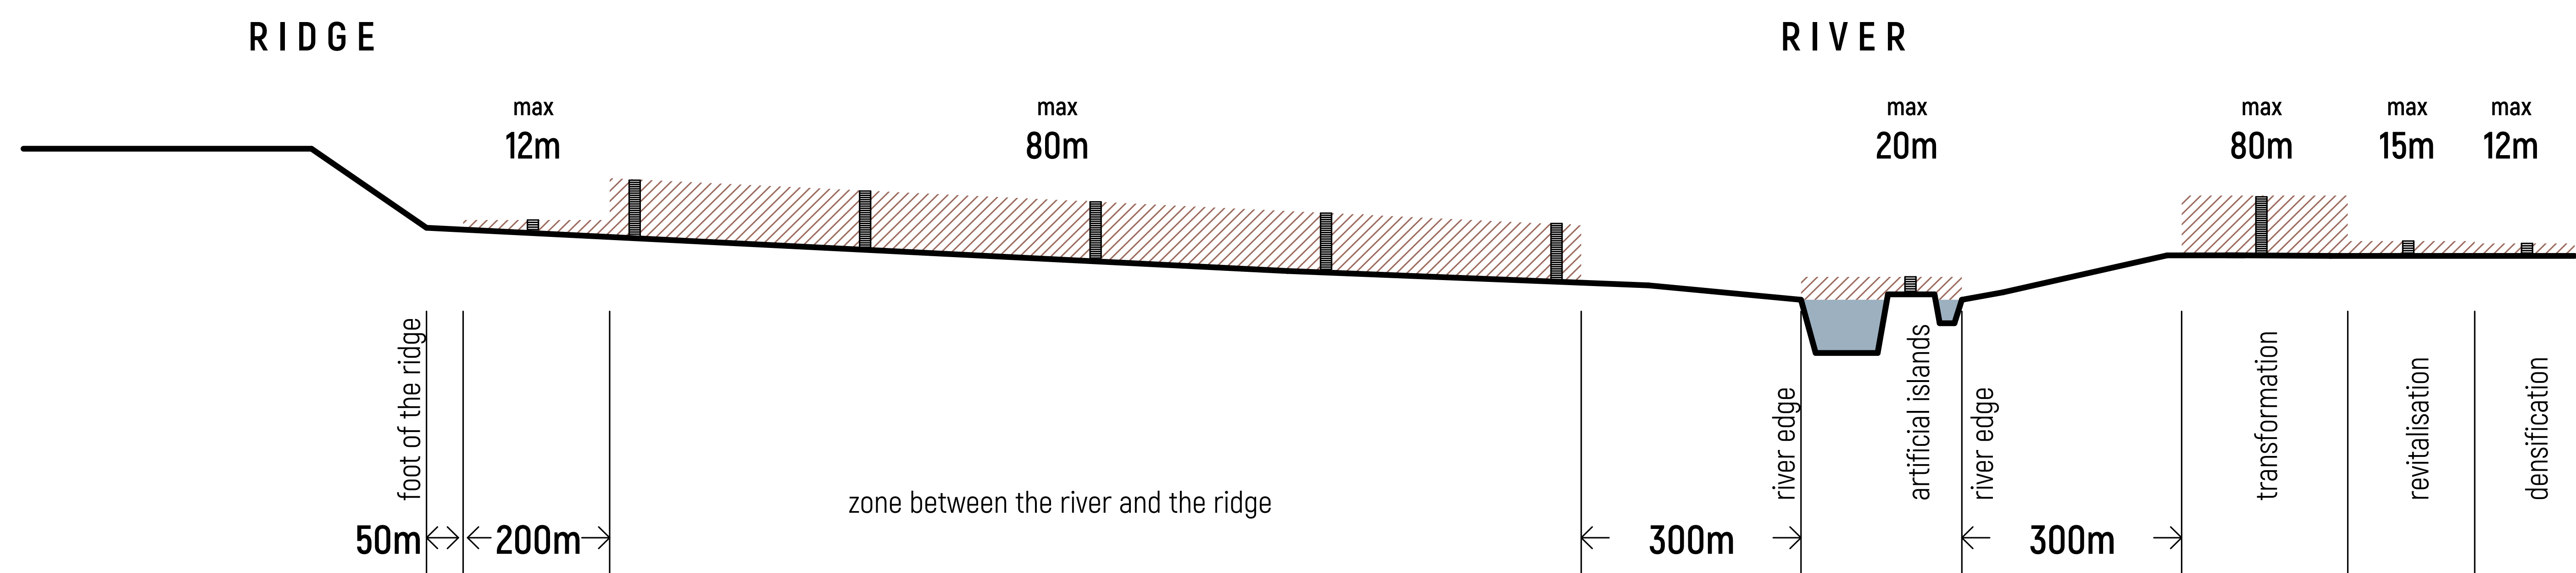 RIDGE
RIVER
max
12m
max
80m
max
20m
max
80m
max
15m
max
12m
foot of the ridge
river edge
artificial islands
river edge
transformation
revitalisation
densification
zone between the river and the ridge
50m
200m
300m
300m